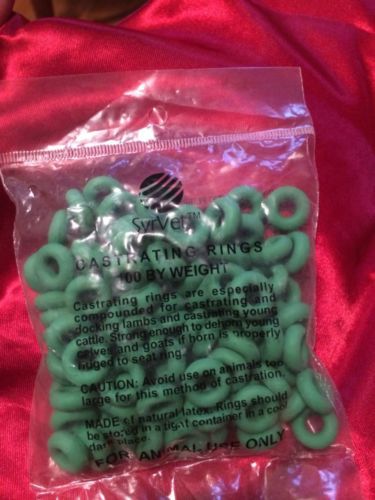 SyrVet™
CASTRATING RINGS
100 BY WEIGHT
Castrating rings are especially
compounded for castrating and
docking lambs and castrating young
cattle. Strong enough to dehorn young
calves and goats if horn is properly
filed to seat ring.
CAUTION: Avoid use on animals too
large for this method of castration.
MADE of natural latex. Rings should
be stored in a tight container in a cool
dark place.
FOR ANIMAL USE ONLY